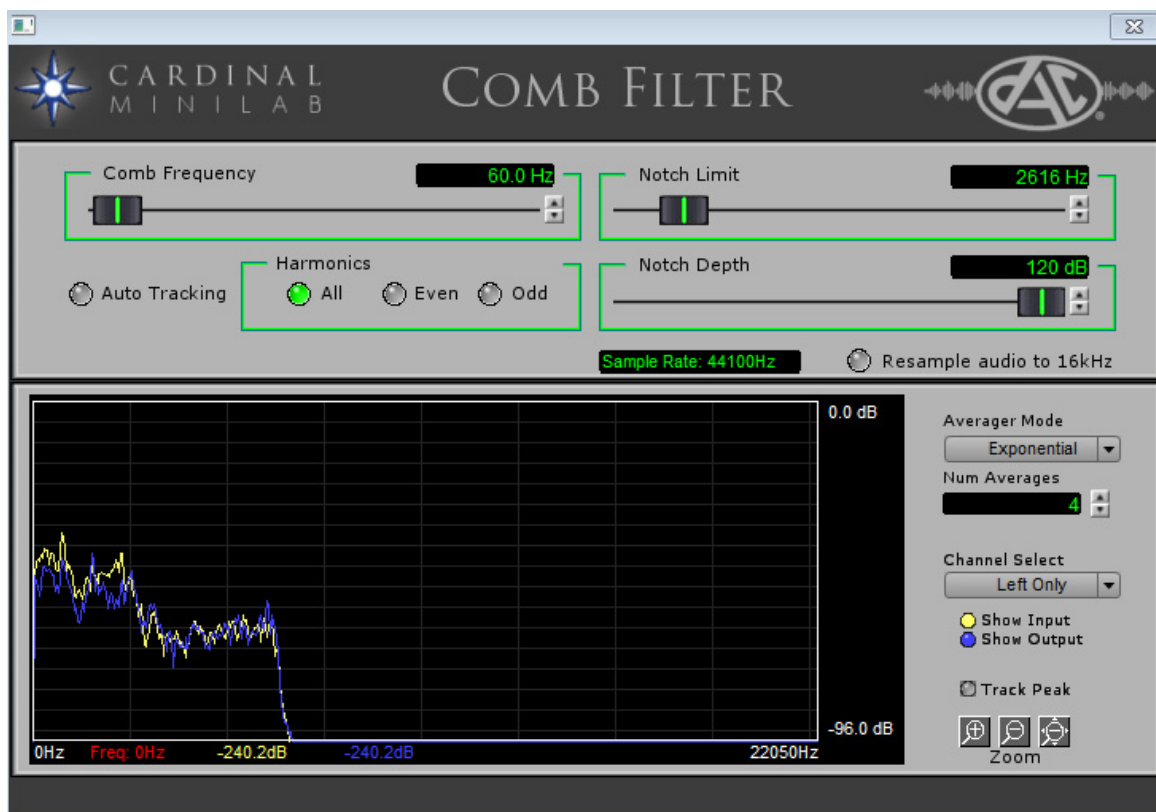 CARDINAL
MINILAB
COMB FILTER
DAC
®
Comb Frequency
60.0 Hz
Notch Limit
2616 Hz
Auto Tracking
Harmonics
All
Even
Odd
Notch Depth
120 dB
Sample Rate: 44100Hz
Resample audio to 16kHz
0.0 dB
-96.0 dB
0Hz
Freq: 0Hz
-240.2dB
-240.2dB
22050Hz
Averager Mode
Exponential
Num Averages
4
Channel Select
Left Only
Show Input
Show Output
Track Peak
Zoom